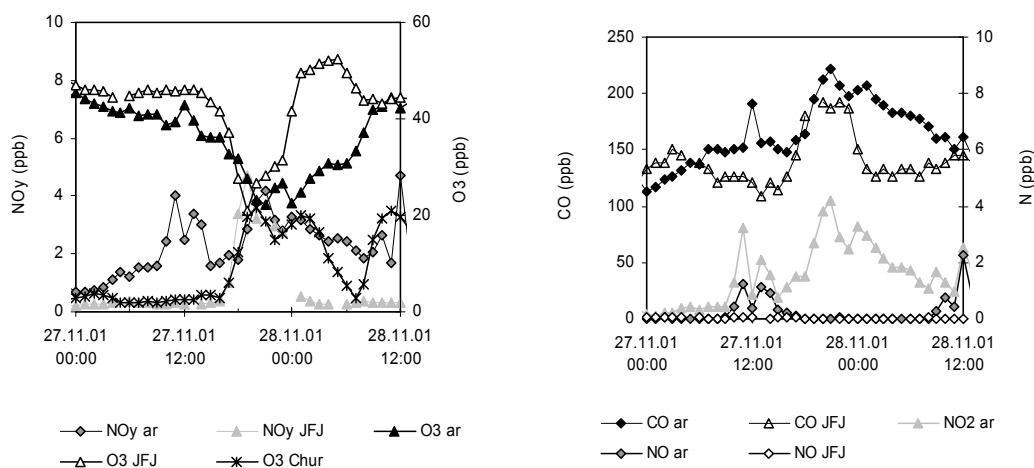 10
8
6
4
2
0
NOy (ppb)
60
40
20
0
O3 (ppb)
27.11.01 27.11.01 28.11.01 28.11.01
00:00 12:00 00:00 12:00
NOy ar NOy JFJ O3 ar
O3 JFJ O3 Chur
250
200
150
100
50
0
CO (ppb)
10
8
6
4
2
0
N (ppb)
27.11.01 27.11.01 28.11.01 28.11.01
00:00 12:00 00:00 12:00
CO ar CO JFJ NO2 ar
NO ar NO JFJ